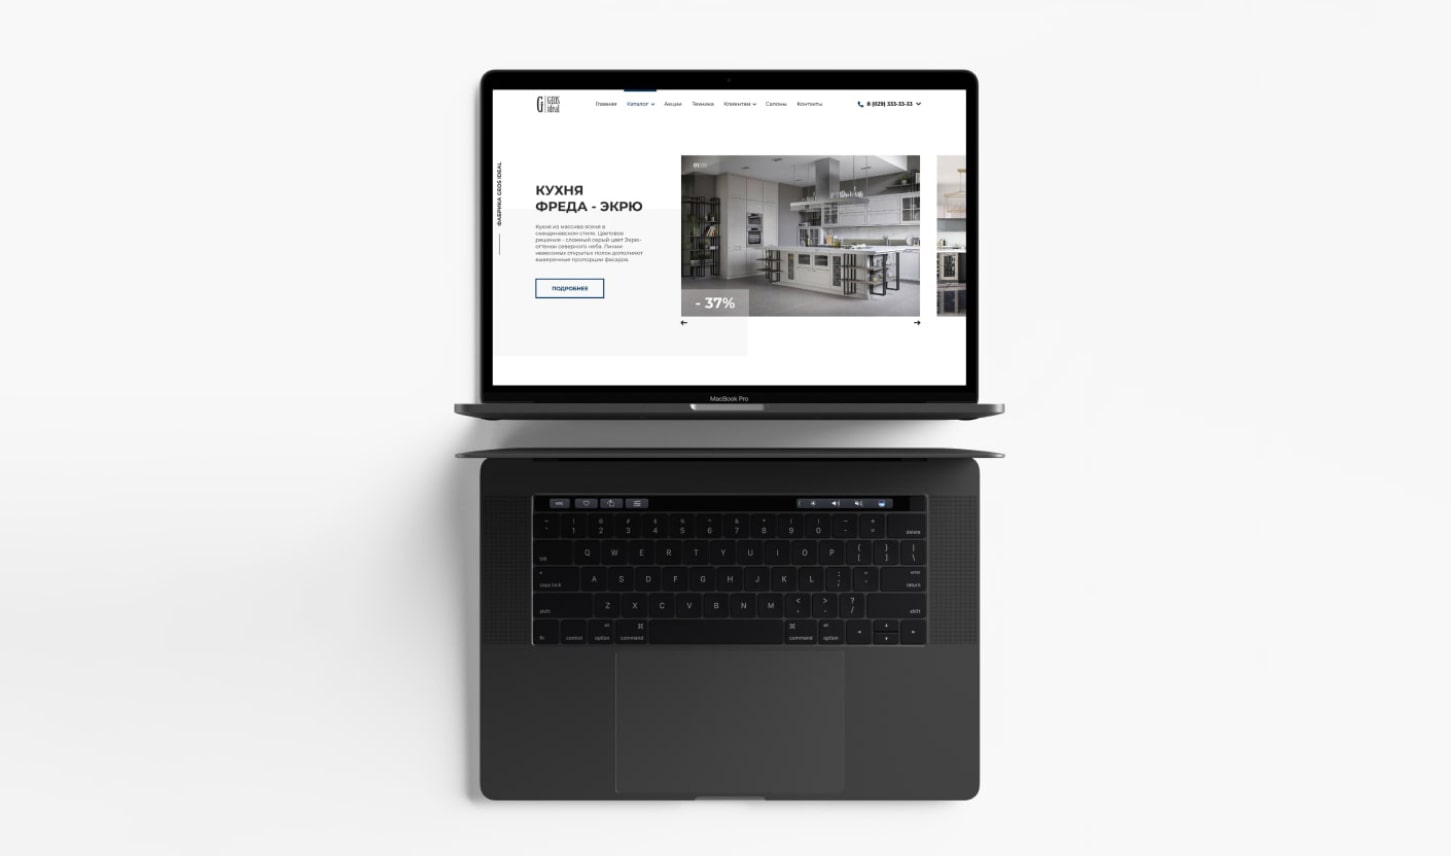 GEOS
ideal
Главная Каталог Акции Техника Клиентам Салоны Контакты
8 (029) 333-33-33
ФАБРИКА GEOS IDEAL
КУХНЯ
ФРЕДА - ЭКРЮ
Кухня из массива ясеня в
скандинавском стиле. Цветовое
решение - сложный серый цвет Экрю-
оттенок северного неба. Линии
навесных открытых полок дополняют
выверенные пропорции фасадов.
ПОДРОБНЕЕ
- 37%
MacBook Pro
esc
~ ! @ # $ % ^ & * ( ) _ +
` 1 2 3 4 5 6 7 8 9 0 - = delete
tab Q W E R T Y U I O P { [ } ] | \
caps lock A S D F G H J K L : ; " ' enter return
shift Z X C V B N M < , > . ? / shift
fn control alt option ⌘ command ⌘ command alt option